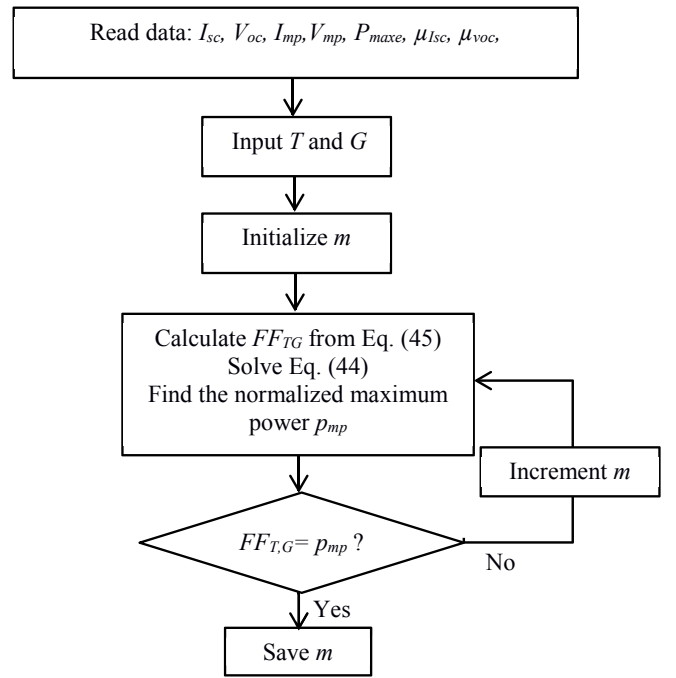 Read data: Isc, Voc, Imp,Vmp, Pmaxe, μIsc, μvoc,
Input T and G
Initialize m
Calculate FFTG from Eq. (45)
Solve Eq. (44)
Find the normalized maximum
power pmp
Increment m
FFT,G= pmp ?
No
Yes
Save m